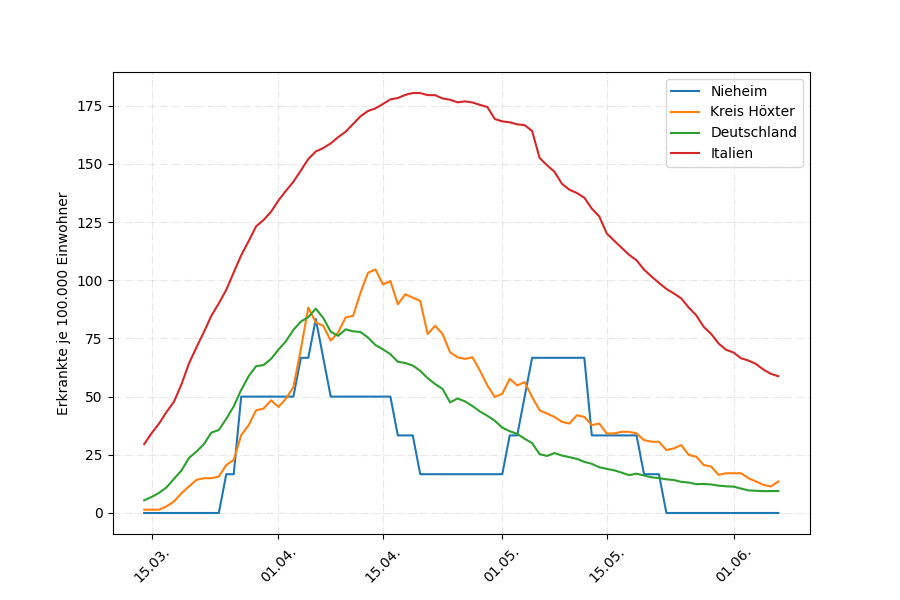 Nieheim
Kreis Höxter
Deutschland
Italien
Erkrankte je 100.000 Einwohner
175
150
125
100
75
50
25
0
15.03.
01.04.
15.04.
01.05.
15.05.
01.06.